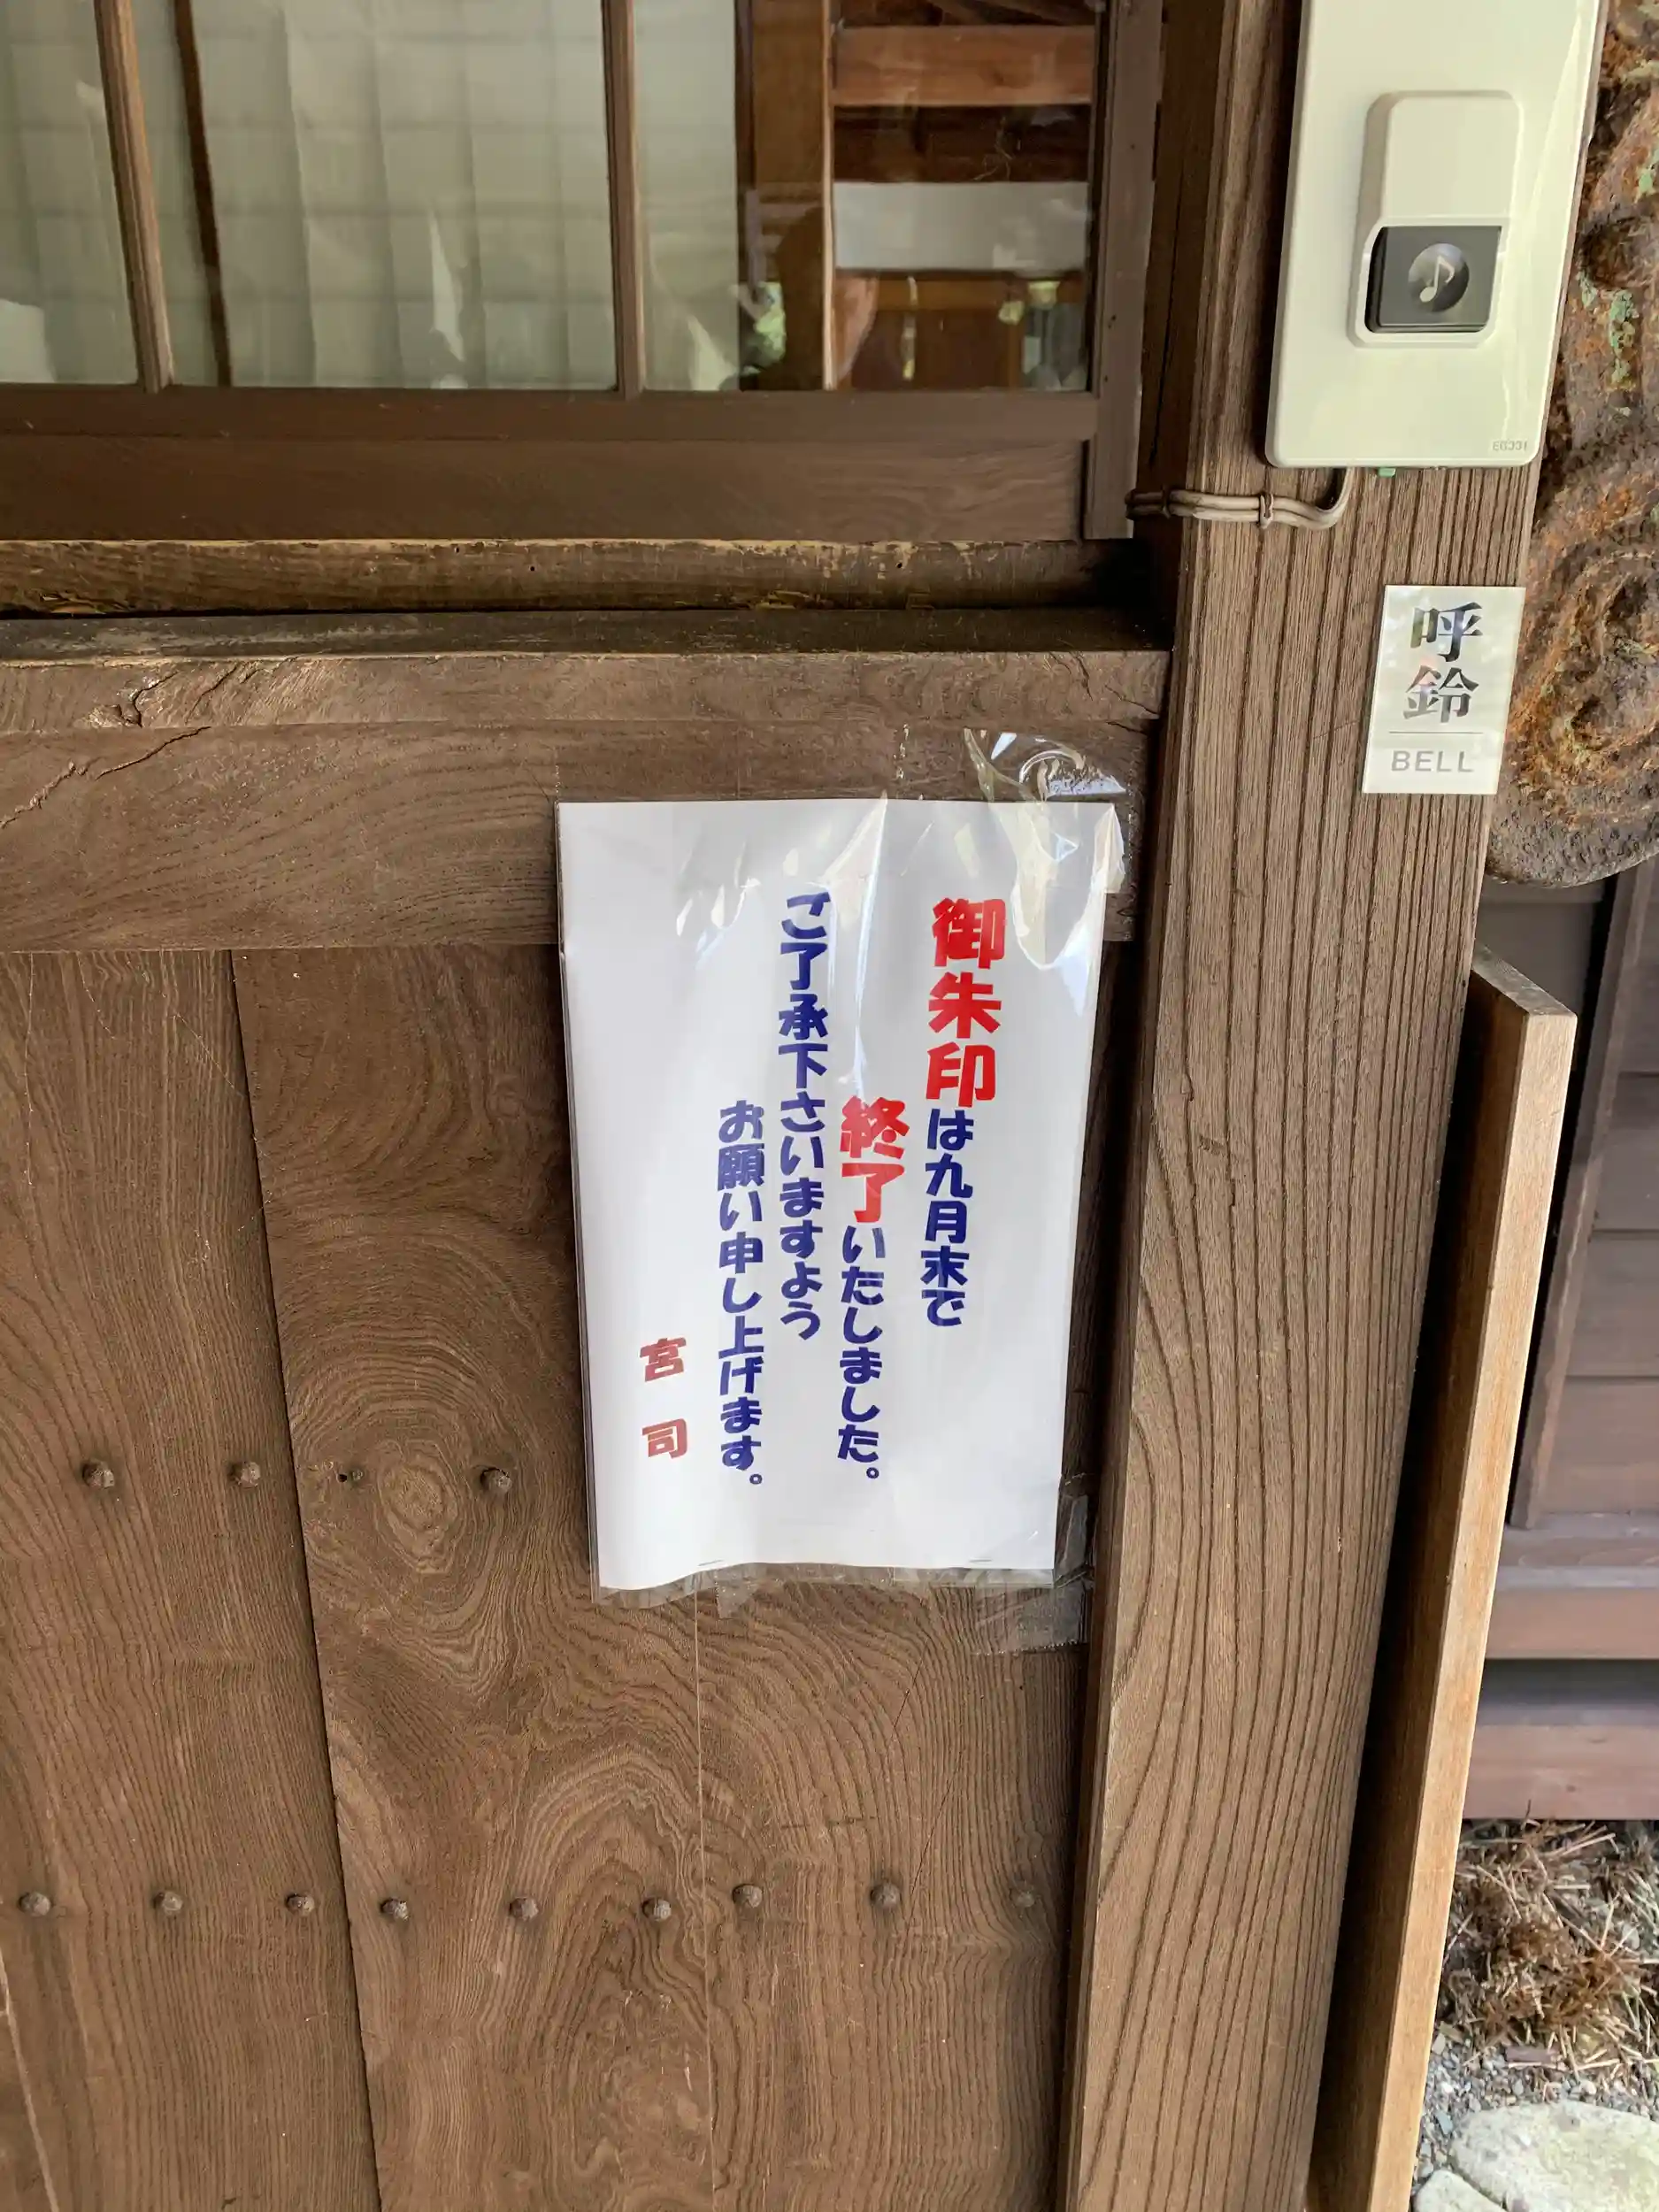 御朱印は九月末で
終了いたしました。
ご了承下さいますよう
お願い申し上げます。
宮司
呼鈴
BELL
EG331